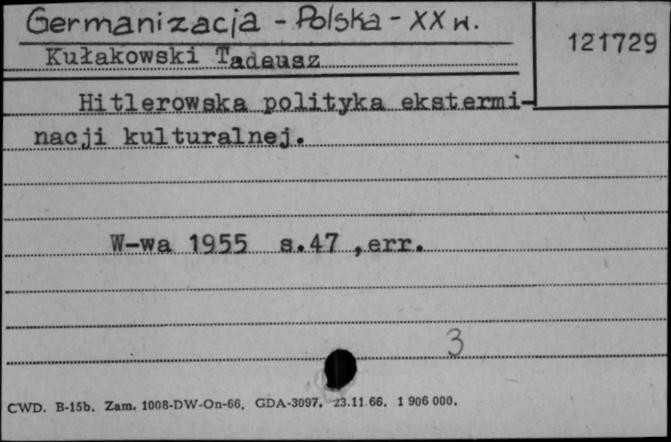 Germanizacja - Polska - XX w.
121729
Kułakowski Tadeusz
Hitlerowska polityka ekstermi-
nacji kulturalnej.
W-wa 1955 s.47 ,err.
3
CWD. B-15b. Zam. 1008-DW-On-66. GDA-3097. 23.11.66. 1 906 000.